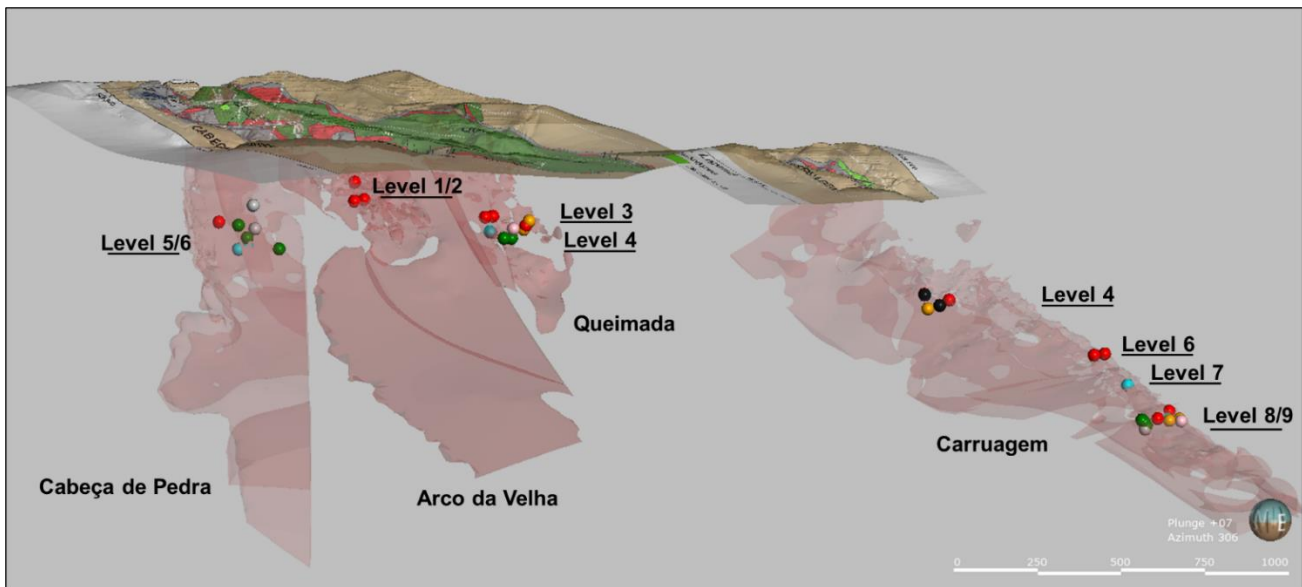 Level 1/2
Level 3
Level 5/6
Level 4
Level 4
Queimada
Level 6
Level 7
Level 8/9
Carruagem
Cabeça de Pedra
Arco da Velha
Plunge +07
Azimuth 306
E
0 250 500 750 1000